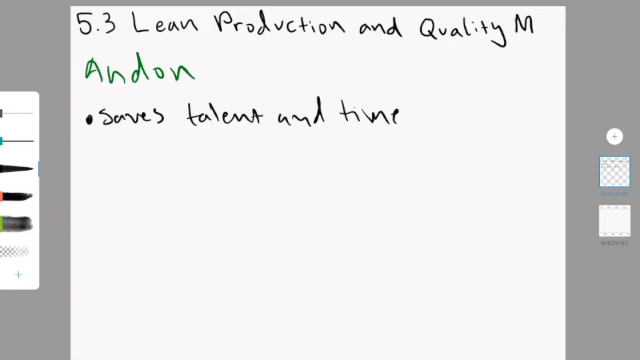 5.3 Lean Production and Quality M
Andon
• saves talent and time